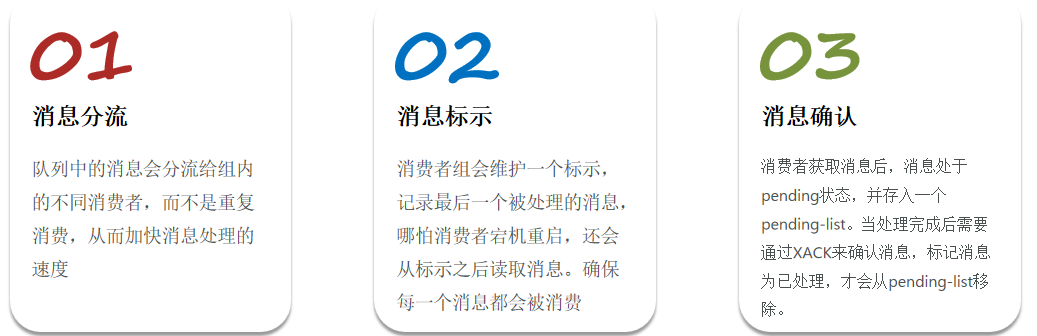 01
消息分流
队列中的消息会分流给组内
的不同消费者，而不是重复
消费，从而加快消息处理的
速度
02
消息标示
消费者组会维护一个标示，
记录最后一个被处理的消息，
哪怕消费者宕机重启，还会
从标示之后读取消息。确保
每一个消息都会被消费
03
消息确认
消费者获取消息后，消息处于
pending状态，并存入一个
pending-list。当处理完成后需要
通过XACK来确认消息，标记消息
为已处理，才会从pending-list移
除。